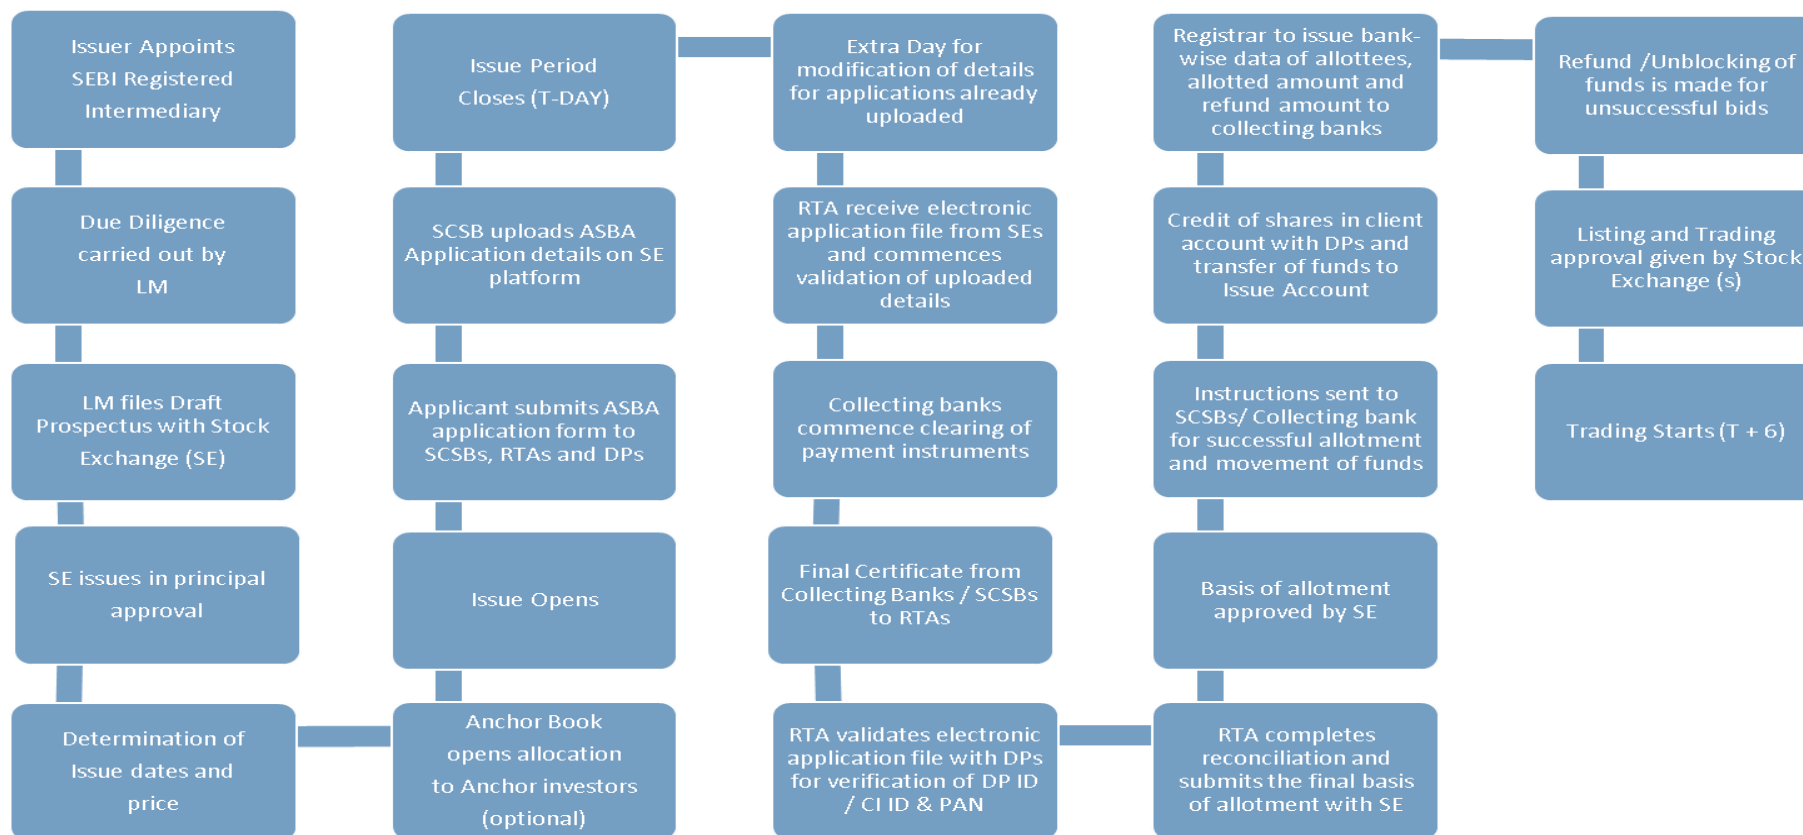 Issuer Appoints
SEBI Registered
Intermediary
Due Diligence
carried out by
LM
LM files Draft
Prospectus with Stock
Exchange (SE)
SE issues in principal
approval
Determination of
Issue dates and
price
Anchor Book
opens allocation
to Anchor investors
(optional)
Issue Opens
Applicant submits ASBA
application form to
SCSBs, RTAs and DPs
SCSB uploads ASBA
Application details on SE
platform
Issue Period
Closes (T-DAY)
Extra Day for
modification of details
for applications already
uploaded
RTA receive electronic
application file from SEs
and commences
validation of uploaded
details
Collecting banks
commence clearing of
payment instruments
Final Certificate from
Collecting Banks / SCSBs
to RTAs
RTA validates electronic
application file with DPs
for verification of DP ID
/ CI ID & PAN
RTA completes
reconciliation and
submits the final basis
of allotment with SE
Basis of allotment
approved by SE
Instructions sent to
SCSBs/ Collecting bank
for successful allotment
and movement of funds
Credit of shares in client
account with DPs and
transfer of funds to
Issue Account
Registrar to issue bank-
wise data of allottees,
allotted amount and
refund amount to
collecting banks
Refund /Unblocking of
funds is made for
unsuccessful bids
Listing and Trading
approval given by Stock
Exchange (s)
Trading Starts (T + 6)